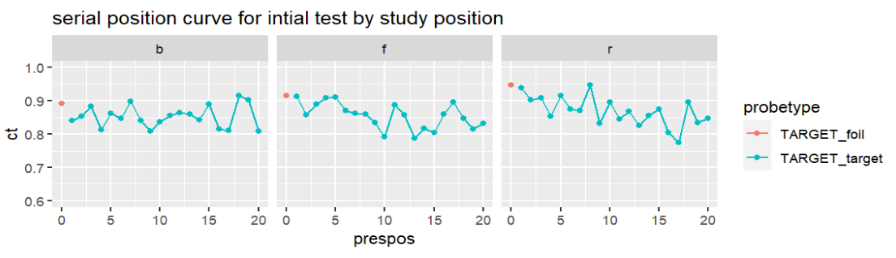 serial position curve for intial test by study position
b
f
r
1.0
0.9
0.8
0.7
0.6
ct
0
5
10
15
20
0
5
10
15
20
0
5
10
15
20
prespos
probetype
TARGET_foil
TARGET_target